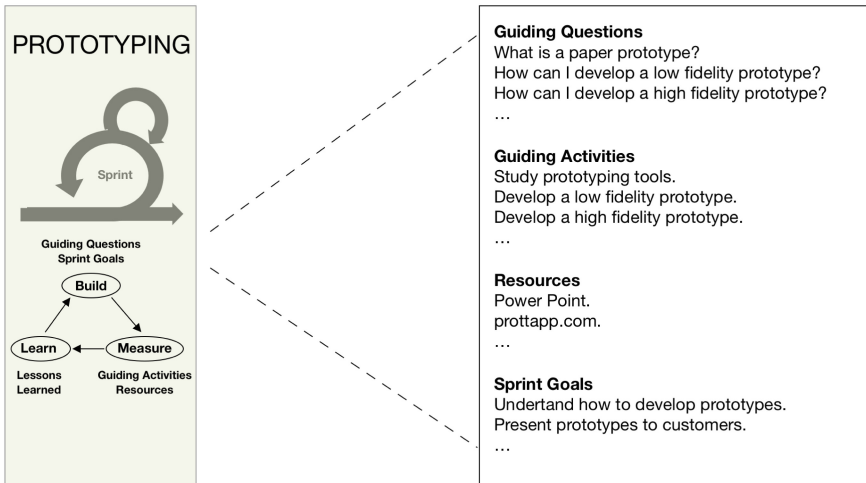 PROTOTYPING
Sprint
Guiding Questions
Sprint Goals
Build
Learn
Measure
Lessons
Learned
Guiding Activities
Resources
Guiding Questions
What is a paper prototype?
How can I develop a low fidelity prototype?
How can I develop a high fidelity prototype?
…
Guiding Activities
Study prototyping tools.
Develop a low fidelity prototype.
Develop a high fidelity prototype.
…
Resources
Power Point.
prottapp.com.
…
Sprint Goals
Undertand how to develop prototypes.
Present prototypes to customers.
…